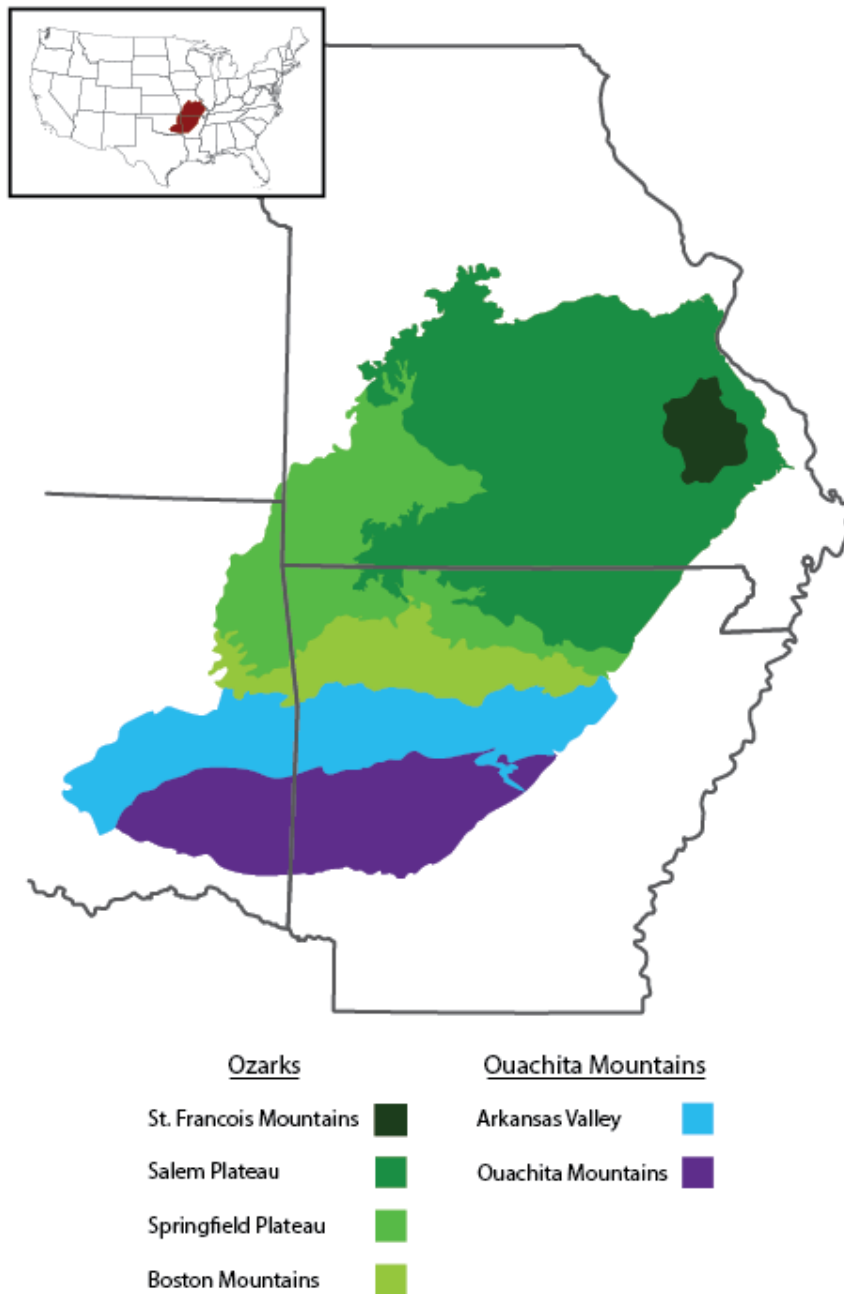 Ozarks
St. Francois Mountains
Salem Plateau
Springfield Plateau
Boston Mountains
Ouachita Mountains
Arkansas Valley
Ouachita Mountains